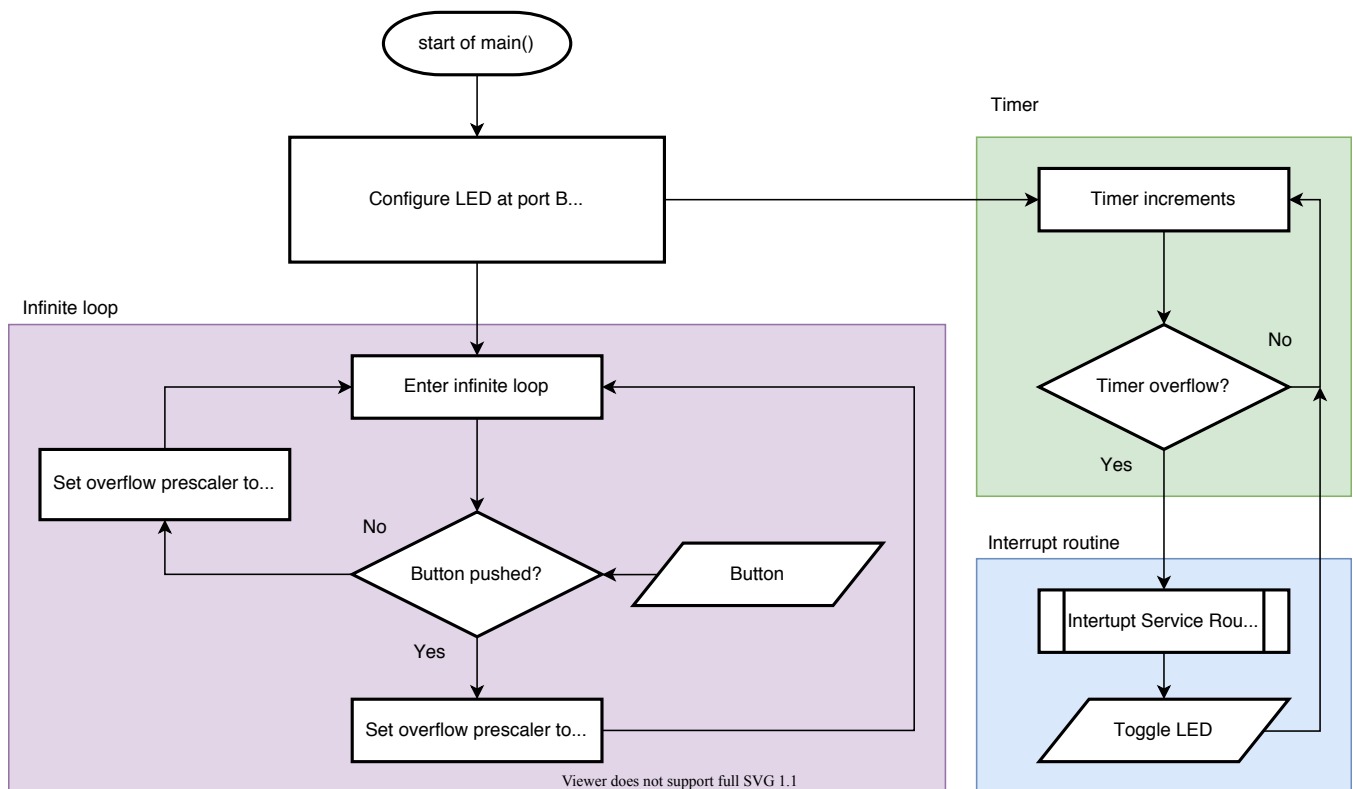 start of main()
Timer
Configure LED at port B...
Timer increments
Infinite loop
No
Enter infinite loop
Timer overflow?
Yes
Set overflow prescaler to...
No
Interrupt routine
Button pushed?
Button
Intertupt Service Rou...
Yes
Set overflow prescaler to...
Toggle LED
Viewer does not support full SVG 1.1